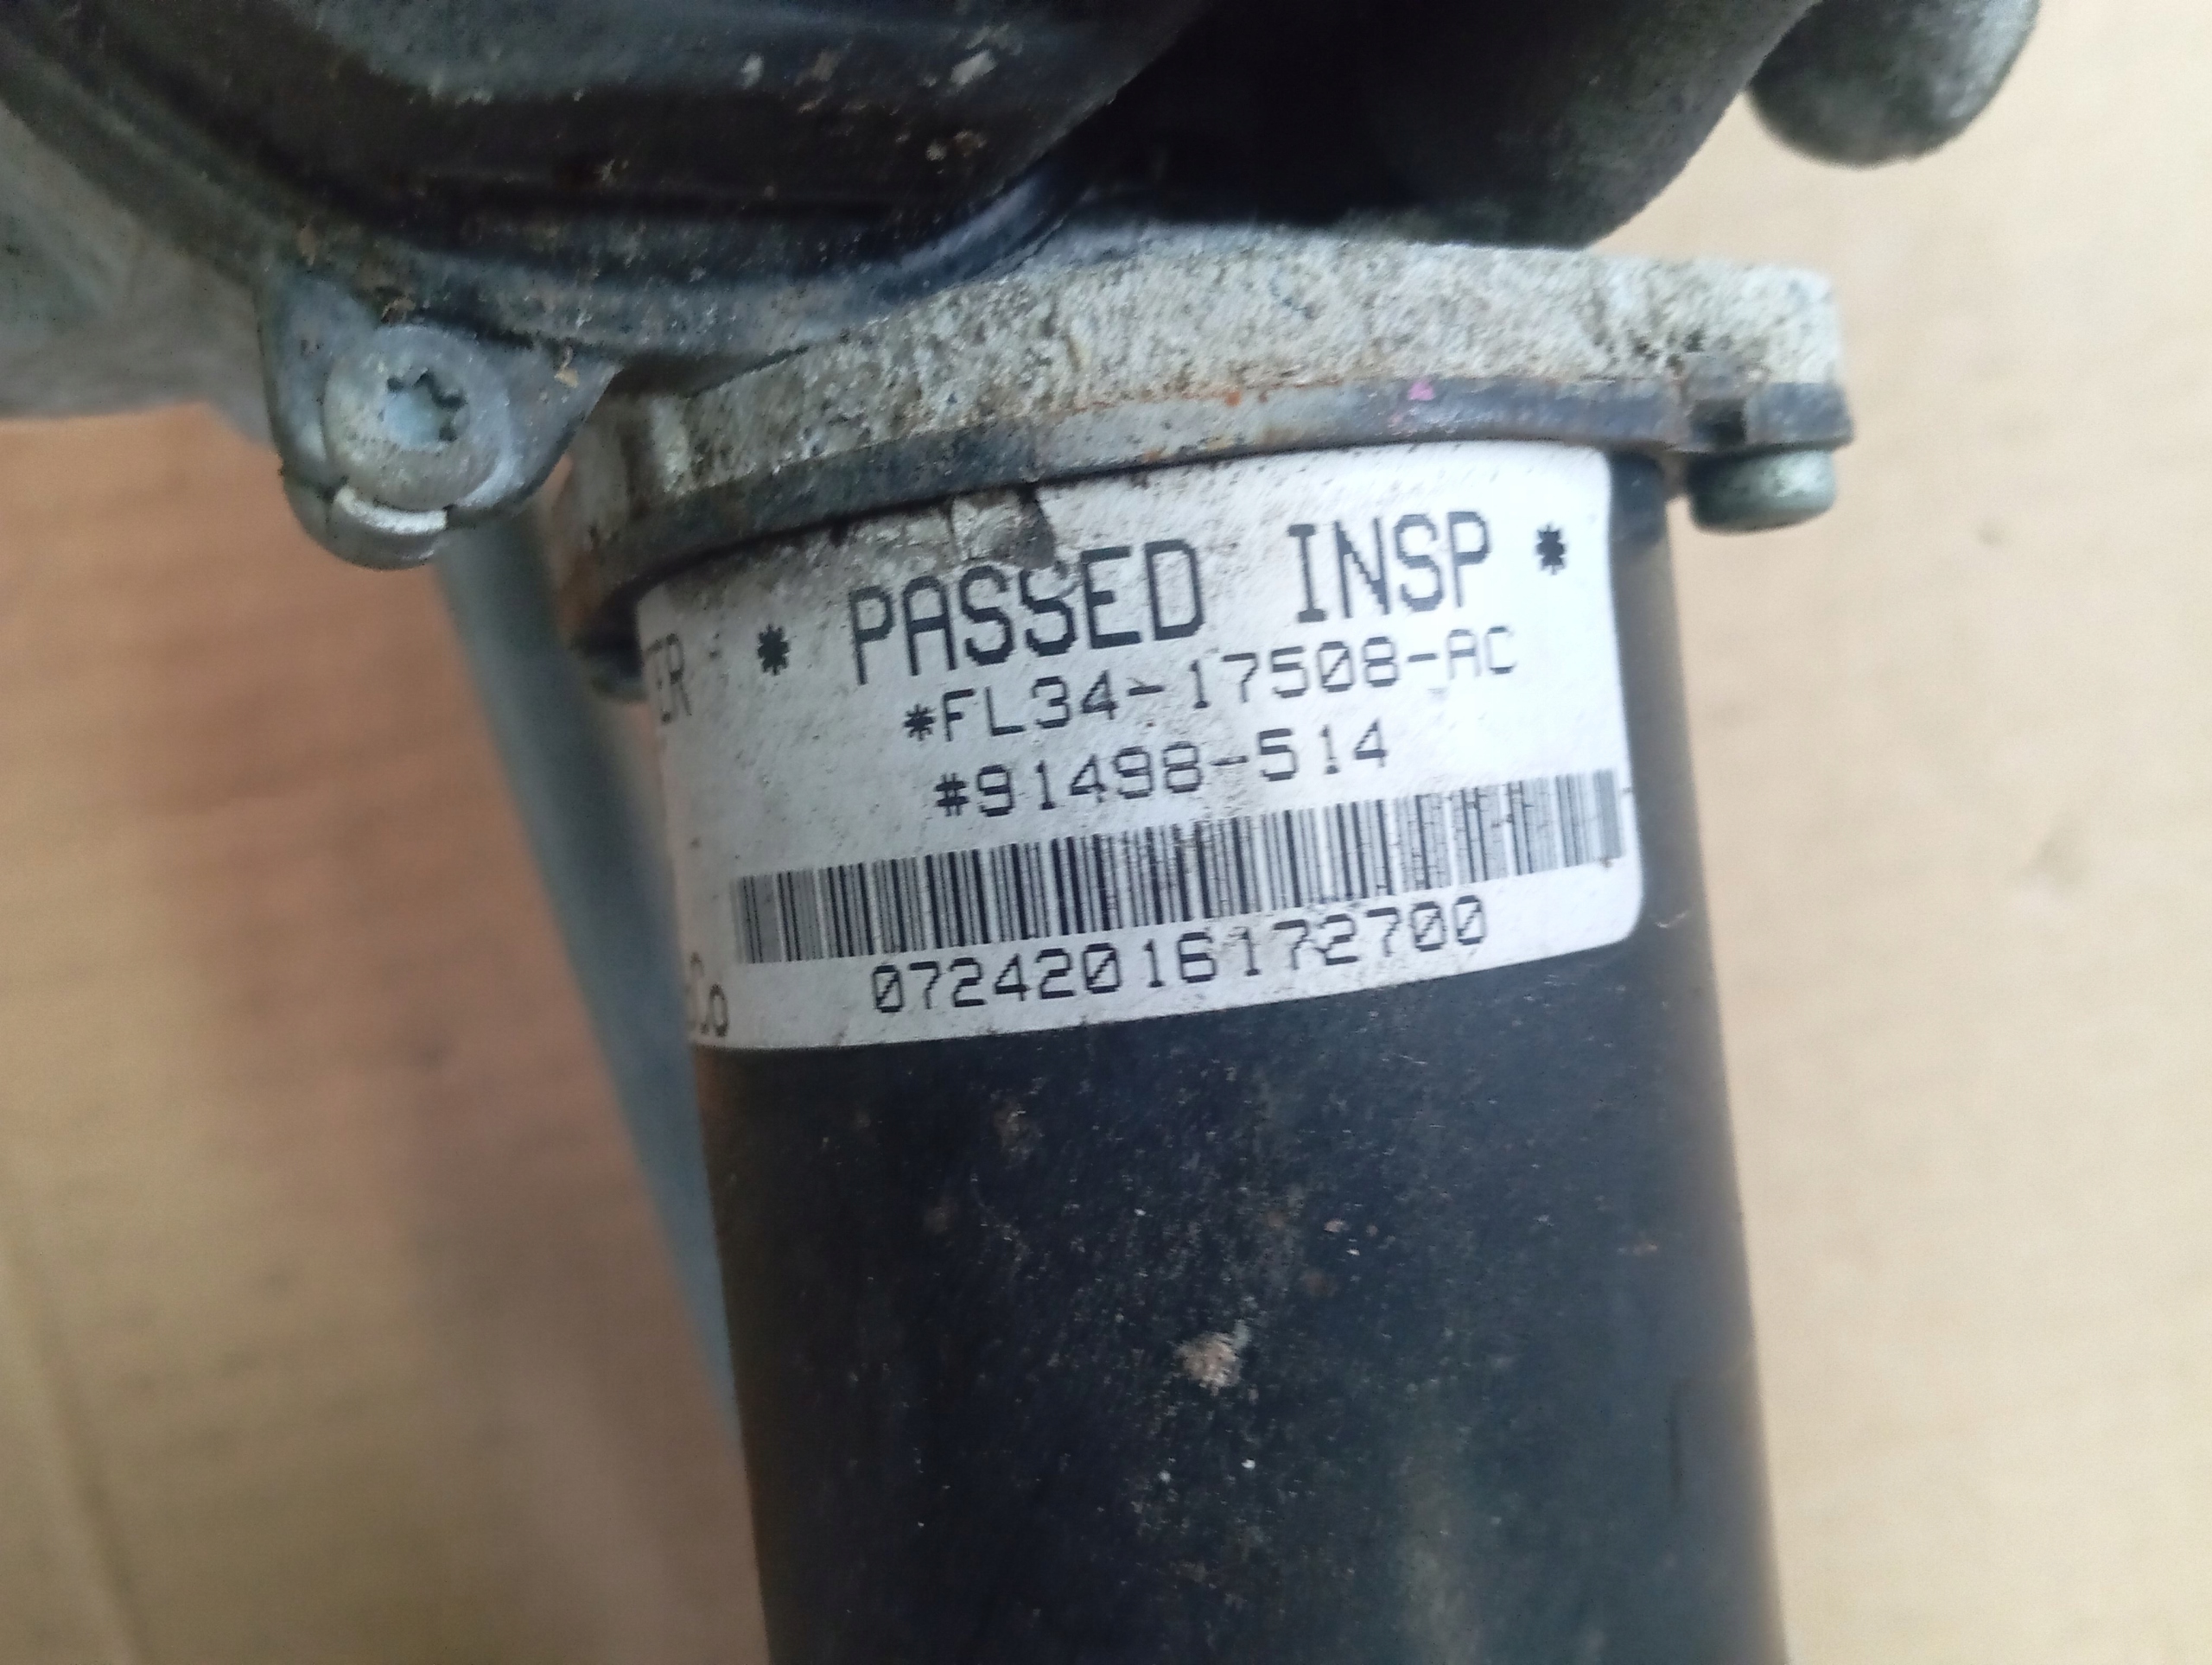 * PASSED INSP *
*FL34-17508-AC
#91498-514
07242016172700